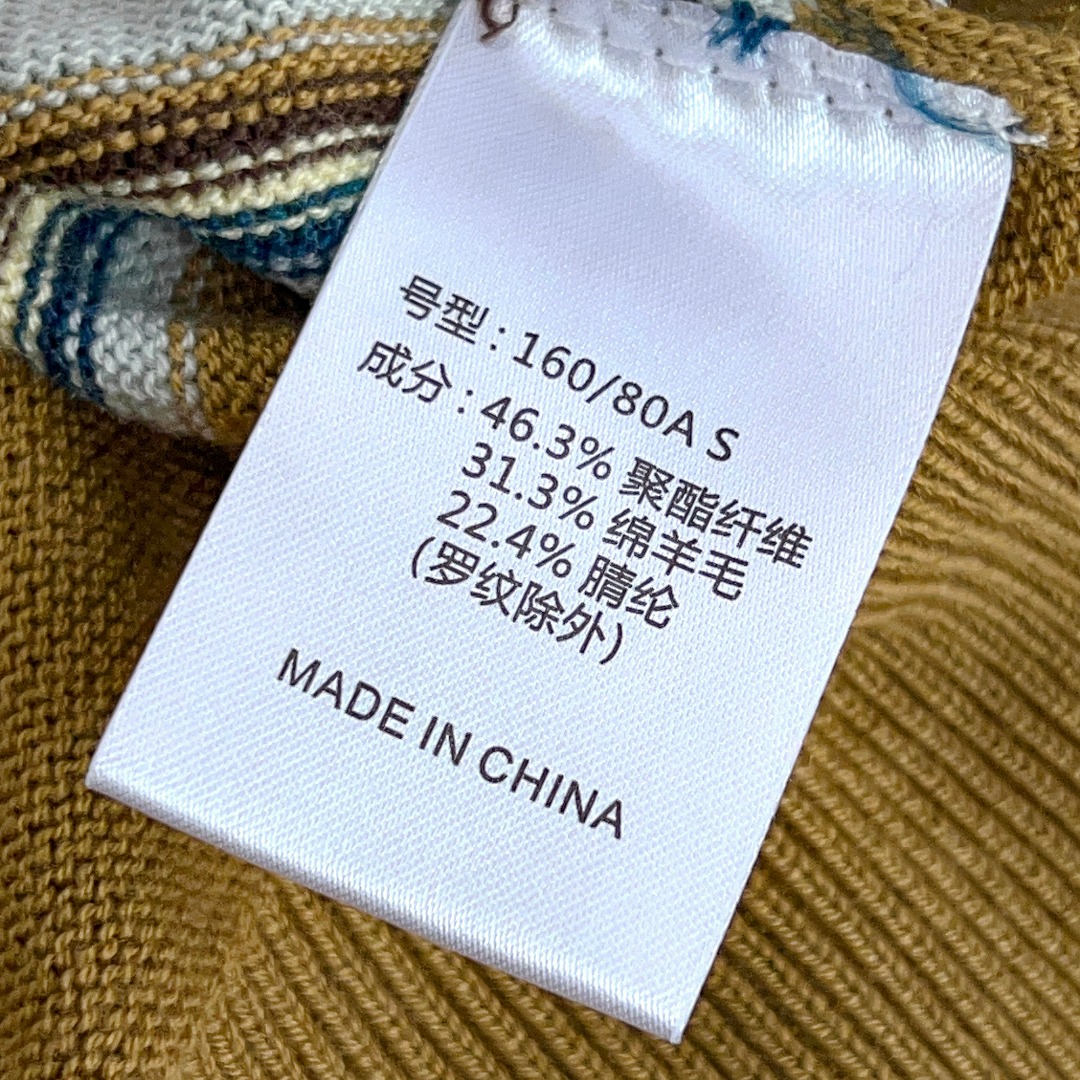 号型：160/80A S
成分：46.3% 聚酯纤维
31.3% 绵羊毛
22.4% 腈纶
(罗纹除外)
MADE IN CHINA